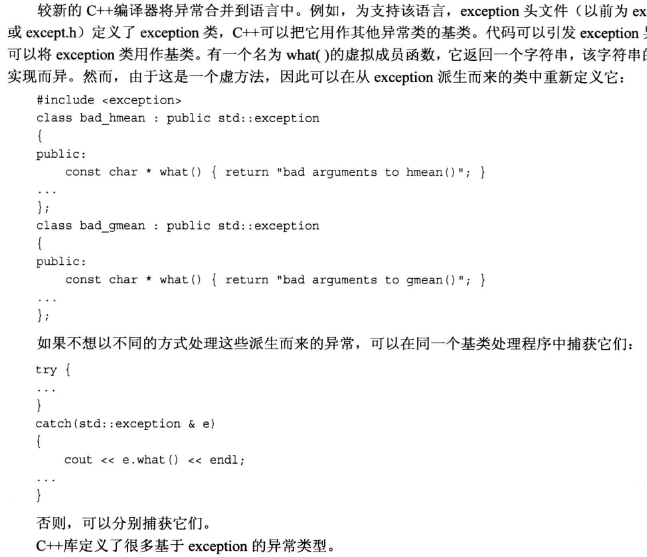 较新的 C++编译器将异常合并到语言中。例如，为支持该语言，exception 头文件（以前为 ex
或 except.h）定义了 exception 类，C++可以把它用作其他异常类的基类。代码可以引发 exception
可以将 exception 类用作基类。有一个名为 what( )的虚拟成员函数，它返回一个字符串，该字符串的
实现而异。然而，由于这是一个虚方法，因此可以在从 exception 派生而来的类中重新定义它：
#include <exception>
class bad_hmean : public std::exception
{
public:
const char * what() { return "bad arguments to hmean()"; }
...
};
class bad_gmean : public std::exception
{
public:
const char * what() { return "bad arguments to gmean()"; }
...
};
如果不想以不同的方式处理这些派生而来的异常，可以在同一个基类处理程序中捕获它们：
try {
...
}
catch(std::exception & e)
{
cout << e.what() << endl;
...
}
否则，可以分别捕获它们。
C++库定义了很多基于 exception 的异常类型。